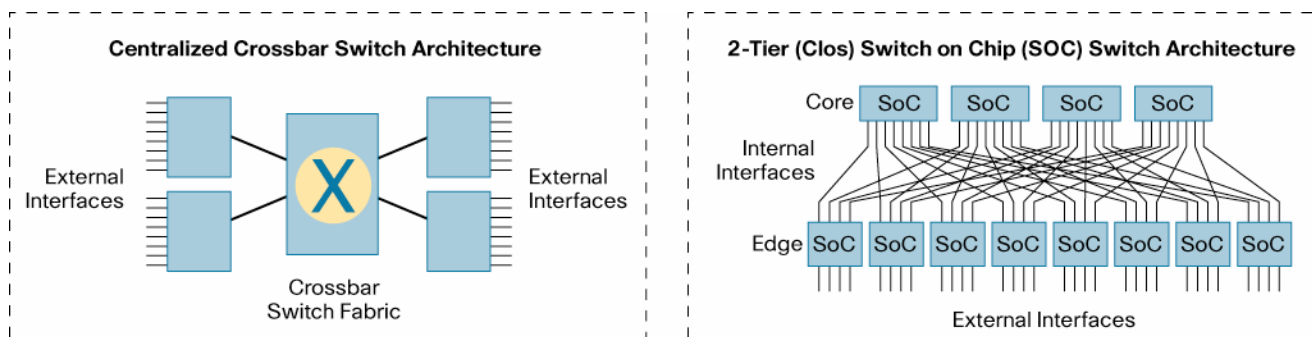 Centralized Crossbar Switch Architecture
External
Interfaces
X
External
Interfaces
Crossbar
Switch Fabric
2-Tier (Clos) Switch on Chip (SOC) Switch Architecture
Core SoC SoC SoC SoC
Internal
Interfaces
Edge SoC SoC SoC SoC SoC SoC SoC SoC
External Interfaces